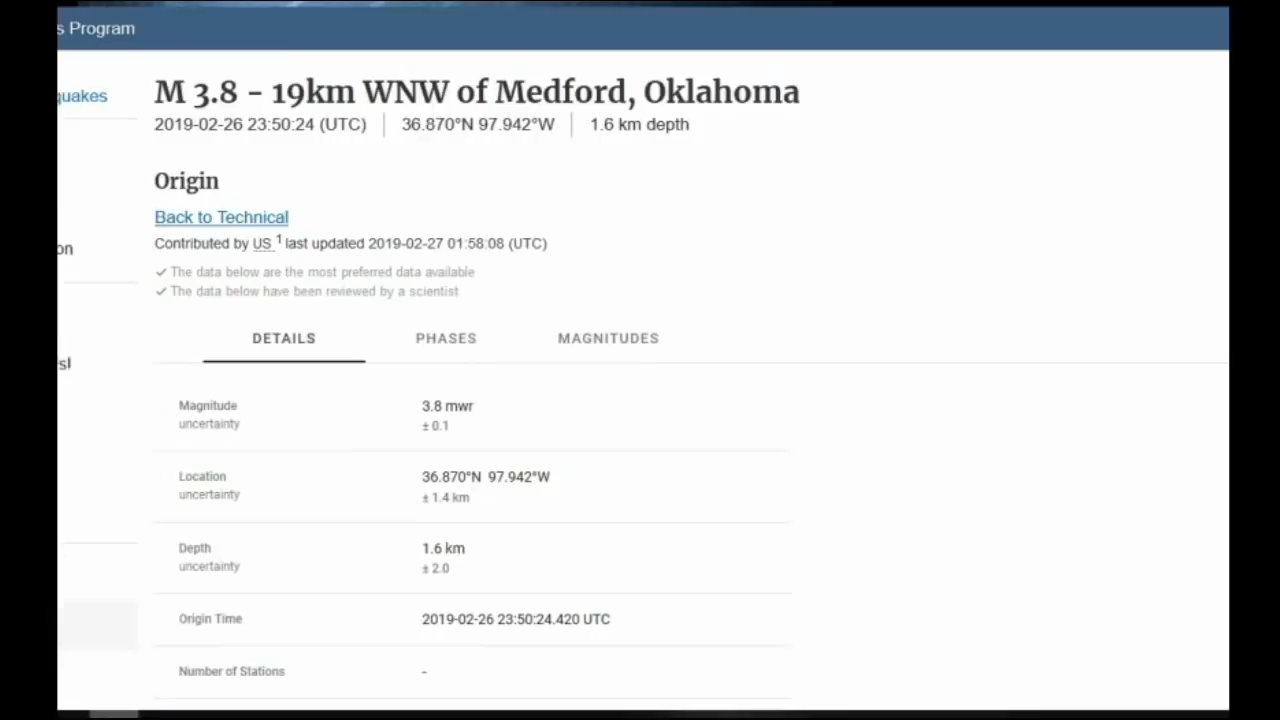 s Program
quakes
M 3.8 - 19km WNW of Medford, Oklahoma
2019-02-26 23:50:24 (UTC) 36.870°N 97.942°W 1.6 km depth
Origin
Back to Technical
on
Contributed by US 1 last updated 2019-02-27 01:58:08 (UTC)
✓ The data below are the most preferred data available
✓ The data below have been reviewed by a scientist
DETAILS PHASES MAGNITUDES
s!
Magnitude 3.8 mwr
uncertainty ± 0.1
Location 36.870°N 97.942°W
uncertainty ± 1.4 km
Depth 1.6 km
uncertainty ± 2.0
Origin Time 2019-02-26 23:50:24.420 UTC
Number of Stations -